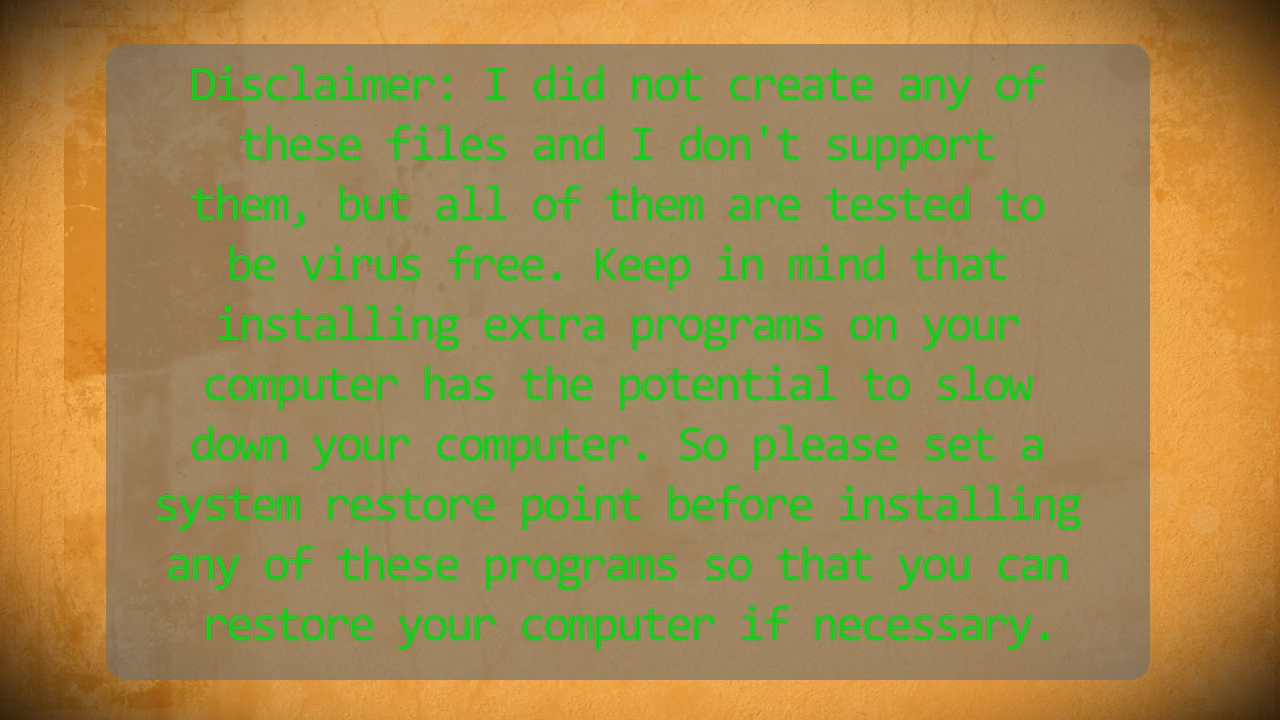 Disclaimer: I did not create any of
these files and I don't support
them, but all of them are tested to
be virus free. Keep in mind that
installing extra programs on your
computer has the potential to slow
down your computer. So please set a
system restore point before installing
any of these programs so that you can
restore your computer if necessary.